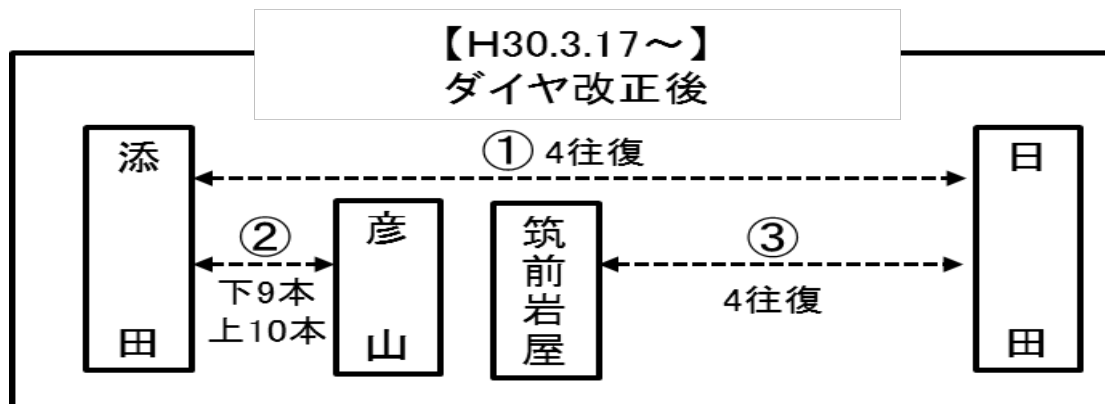 【H30.3.17～】
ダイヤ改正後
① 4往復
添田
②
下9本
上10本
彦山
筑前岩屋
③
4往復
日田